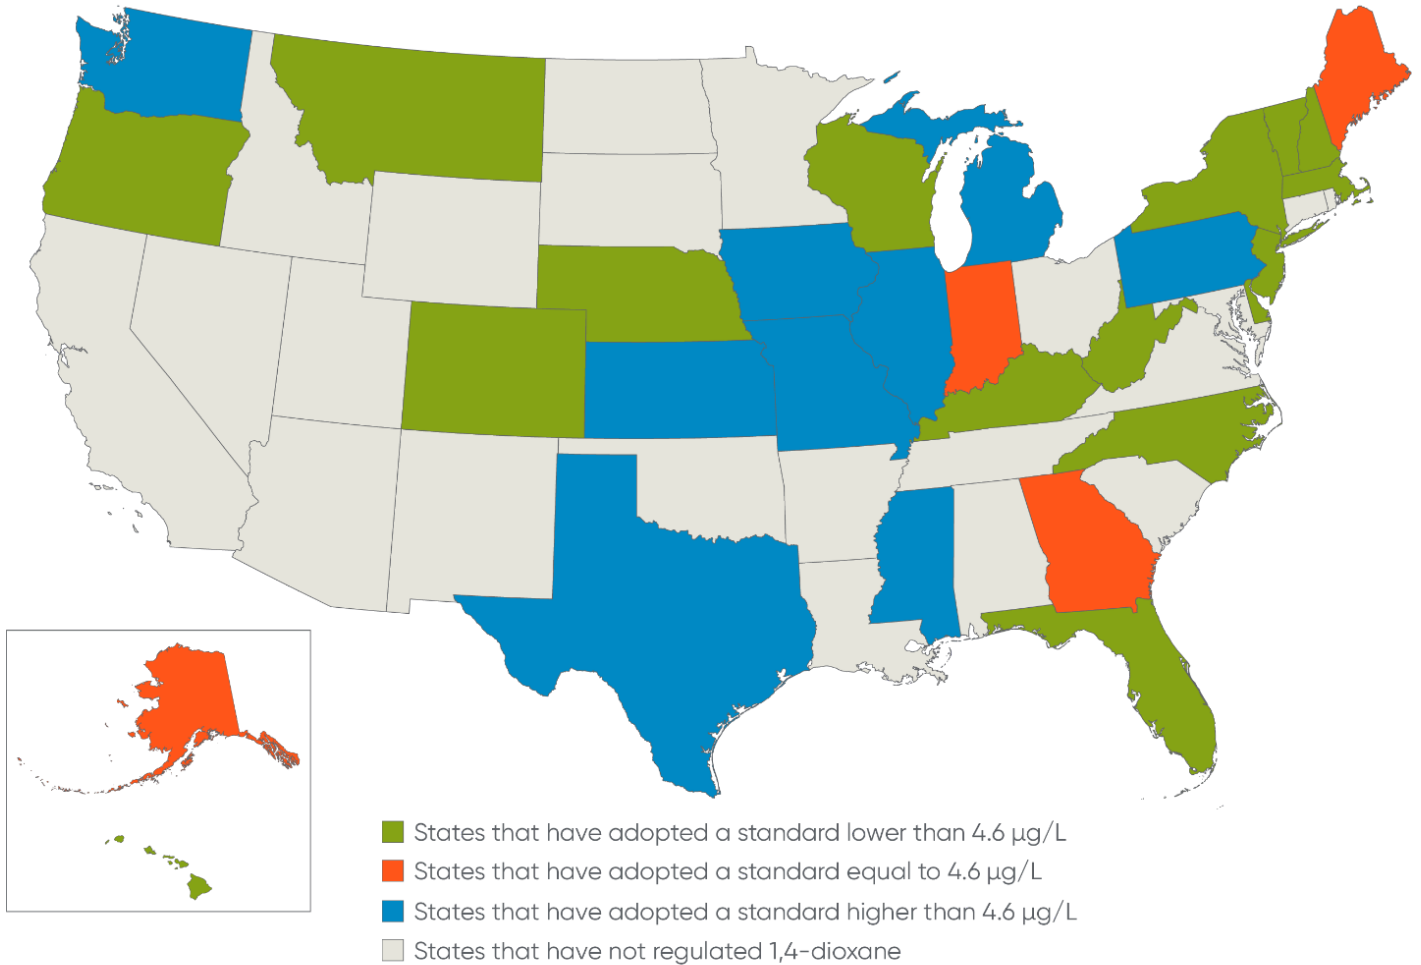 States that have adopted a standard lower than 4.6 µg/L
States that have adopted a standard equal to 4.6 µg/L
States that have adopted a standard higher than 4.6 µg/L
States that have not regulated 1,4-dioxane